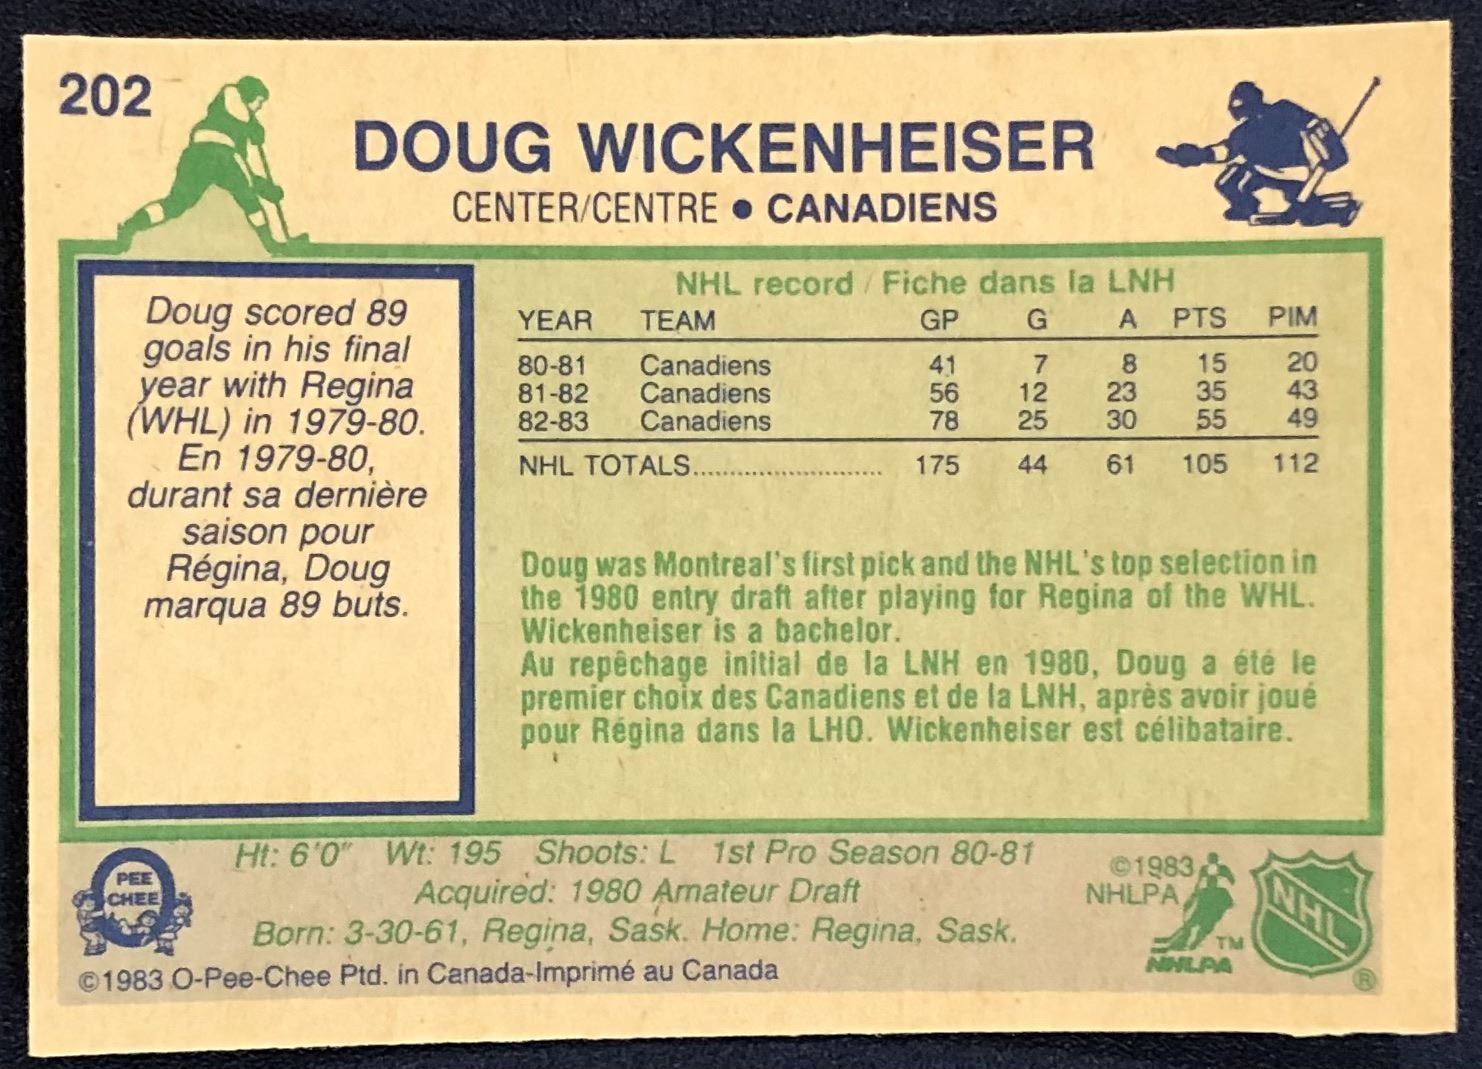 202
DOUG WICKENHEISER
CENTER/CENTRE • CANADIENS
Doug scored 89
goals in his final
year with Regina
(WHL) in 1979-80.
En 1979-80,
durant sa dernière
saison pour
Régina, Doug
marqua 89 buts.
NHL record / Fiche dans la LNH
YEAR TEAM GP G A PTS PIM
80-81 Canadiens 41 7 8 15 20
81-82 Canadiens 56 12 23 35 43
82-83 Canadiens 78 25 30 55 49
NHL TOTALS.......................... 175 44 61 105 112
Doug was Montreal's first pick and the NHL's top selection in
the 1980 entry draft after playing for Regina of the WHL.
Wickenheiser is a bachelor.
Au repêchage initial de la LNH en 1980, Doug a été le
premier choix des Canadiens et de la LNH, après avoir joué
pour Régina dans la LHO. Wickenheiser est célibataire.
Ht: 6'0" Wt: 195 Shoots: L 1st Pro Season 80-81
Acquired: 1980 Amateur Draft
Born: 3-30-61, Regina, Sask. Home: Regina, Sask.
©1983 O-Pee-Chee Ptd. in Canada-Imprimé au Canada
O
PEE
CHEE
©1983
NHLPA
TM
NHLPA
NHL
®